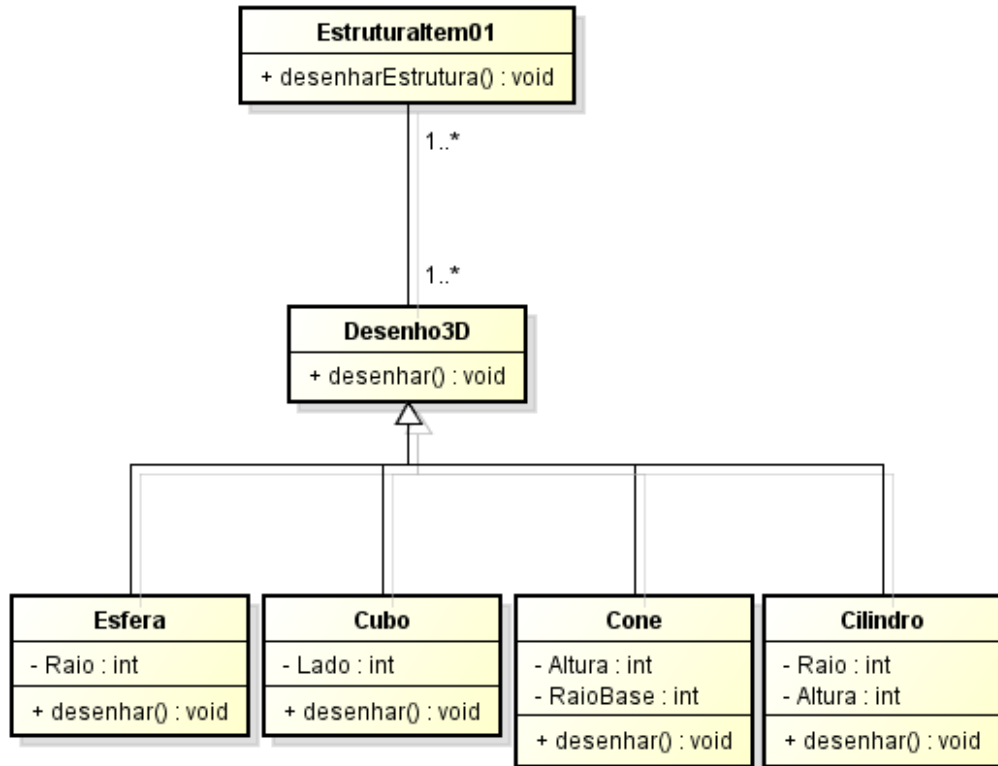 EstruturaItem01
+ desenharEstrutura() : void
1..*
1..*
Desenho3D
+ desenhar() : void
Esfera
- Raio : int
+ desenhar() : void
Cubo
- Lado : int
+ desenhar() : void
Cone
- Altura : int
- RaioBase : int
+ desenhar() : void
Cilindro
- Raio : int
- Altura : int
+ desenhar() : void